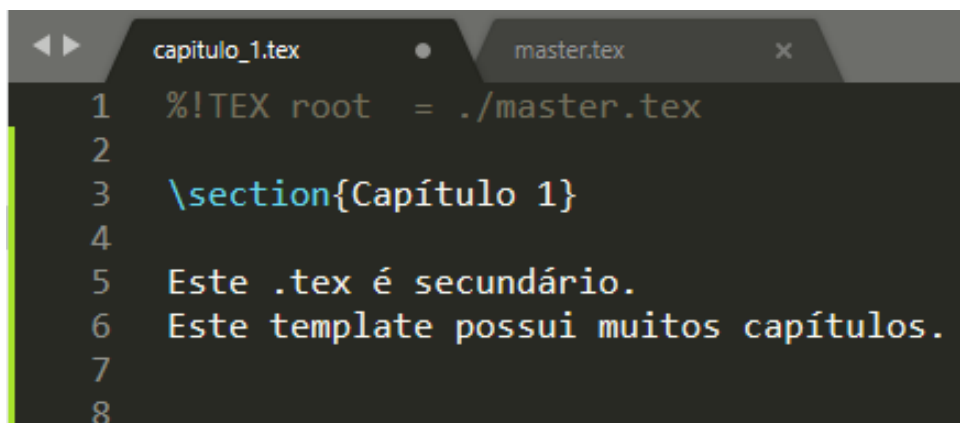 capitulo_1.tex
master.tex
1 %!TEX root = ./master.tex
2
3 \section{Capítulo 1}
4
5 Este .tex é secundário.
6 Este template possui muitos capítulos.
7
8